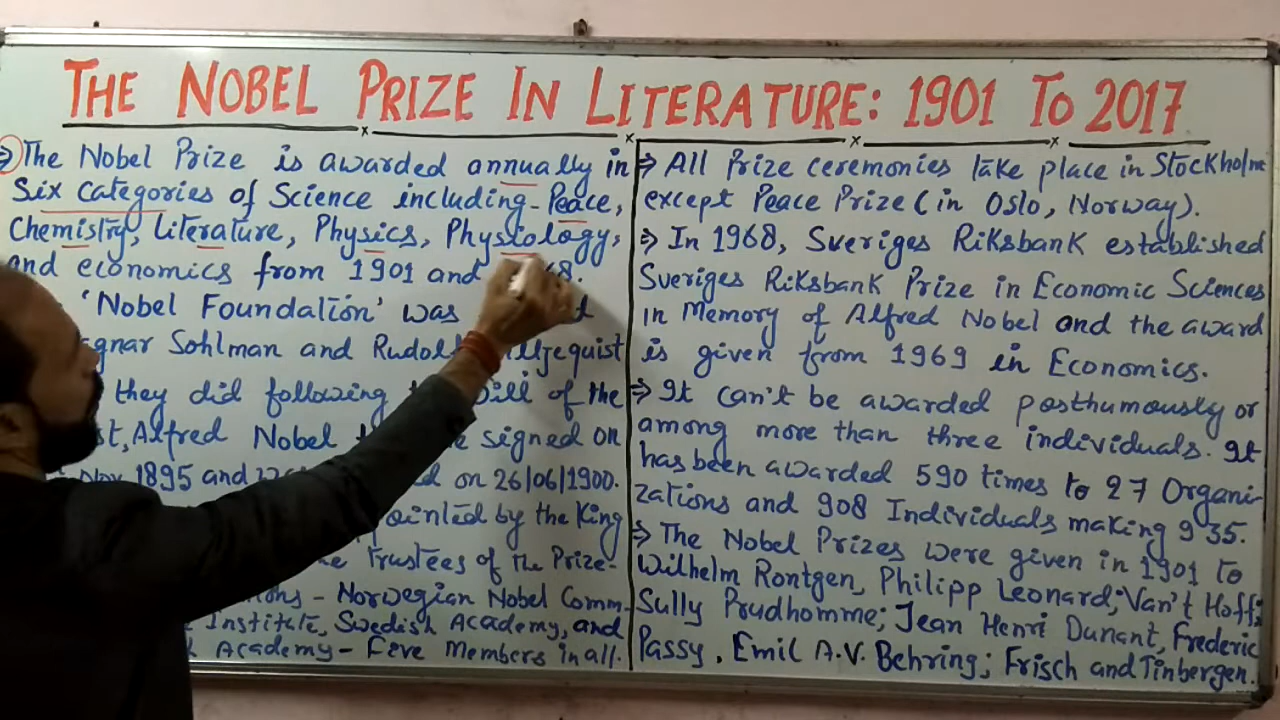 THE NOBEL PRIZE IN LITERATURE: 1901 TO 2017
⇒ The Nobel Prize is awarded annually in
Six Categories of Science including - Peace,
Chemistry, Literature, Physics, Physiology,
and economics from 1901 and 68.
'Nobel Foundation' was
Sohlman and Rudolf
they did following of the
Alfred Nobel signed on
Nov 1895 and on 26/06/1900.
by the King
Trustees of the Prize-
- Norwegian Nobel Comm-
Institute, Swedish Academy, and
Academy - Five Members in all.
⇒ All Prize ceremonies take place in Stockholm
except Peace Prize (in Oslo, Norway).
⇒ In 1968, Sveriges Riksbank established
Sveriges Riksbank Prize in Economic Sciences
in Memory of Alfred Nobel and the award
is given from 1969 in Economics.
⇒ It can't be awarded posthumously or
among more than three individuals. It
has been awarded 590 times to 27 Organi-
zations and 908 Individuals making 935.
⇒ The Nobel Prizes were given in 1901 to
Wilhelm Rontgen, Philipp Leonard; Van't Hoff;
Sully Prudhomme; Jean Henri Dunant, Frederic
Passy, Emil A.V. Behring; Frisch and Tinbergen.